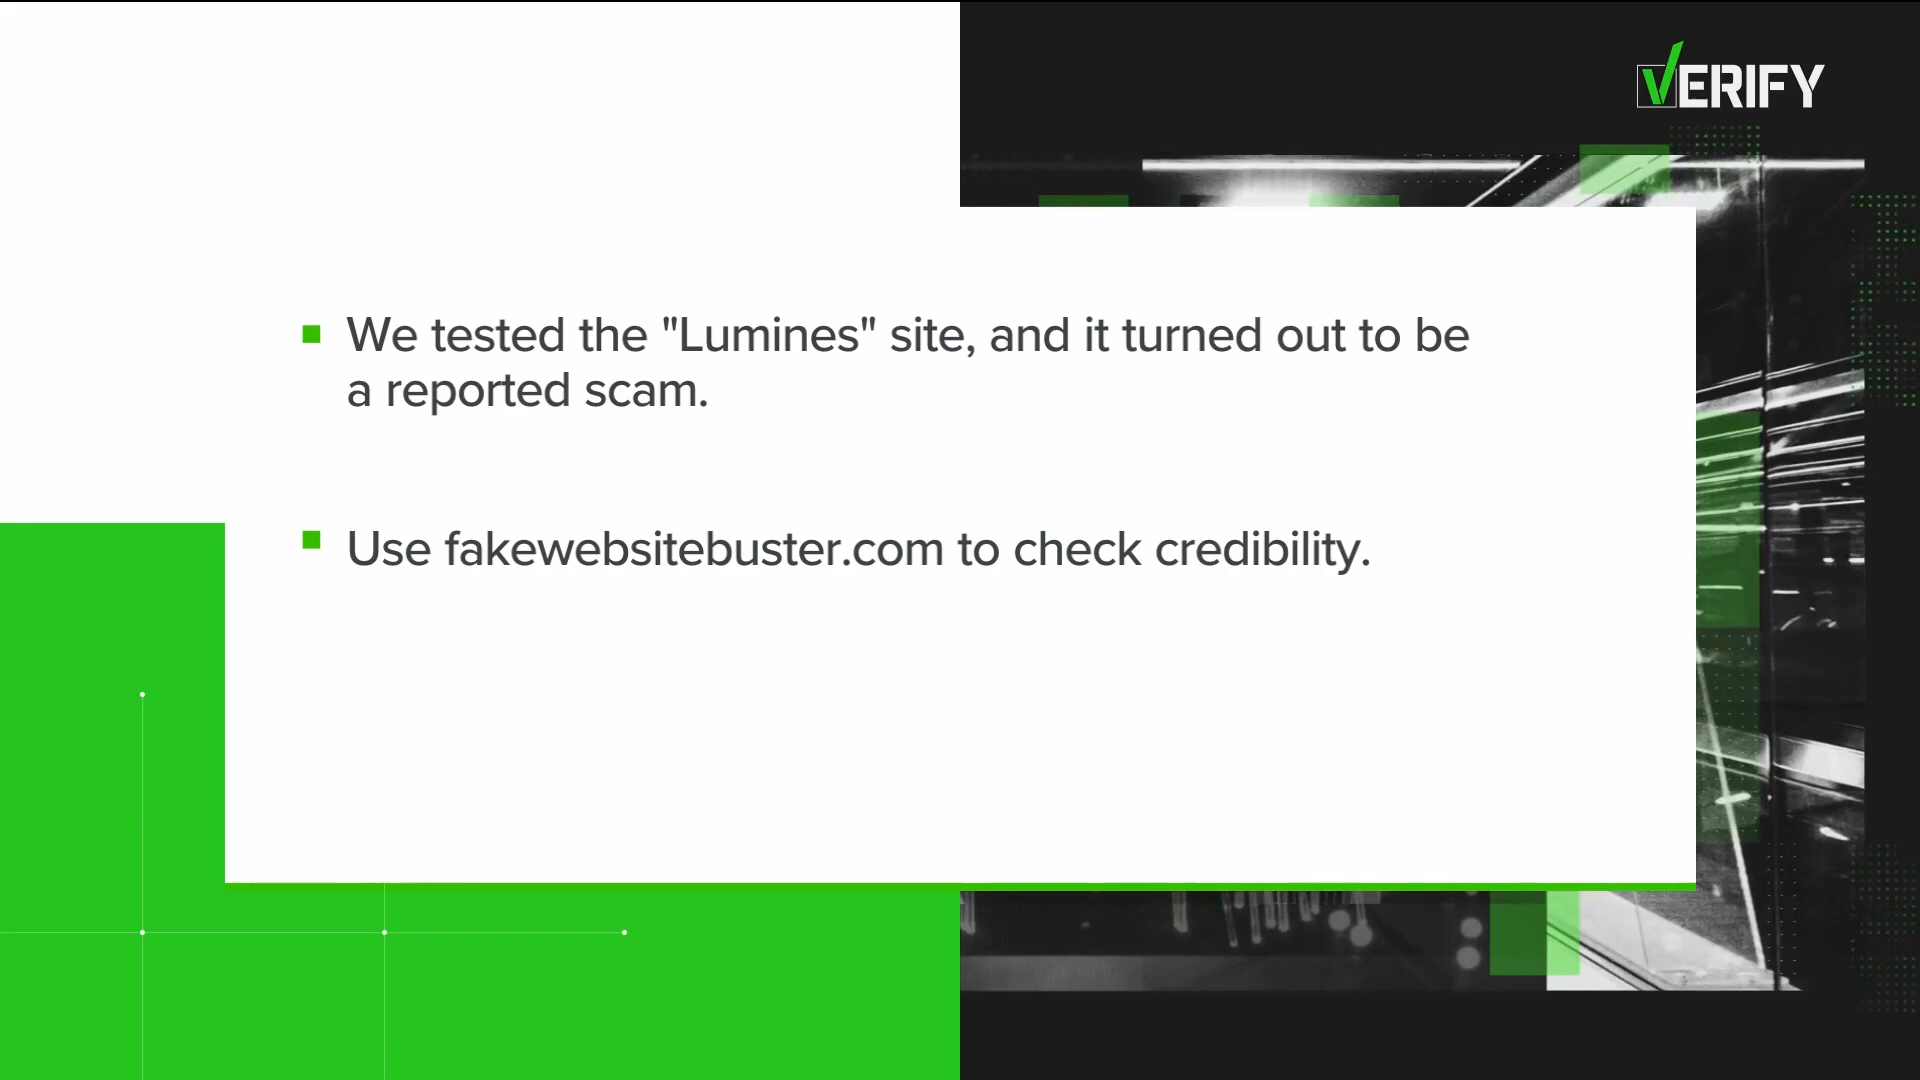 VERIFY
We tested the "Lumines" site, and it turned out to be
a reported scam.
Use fakewebsitebuster.com to check credibility.